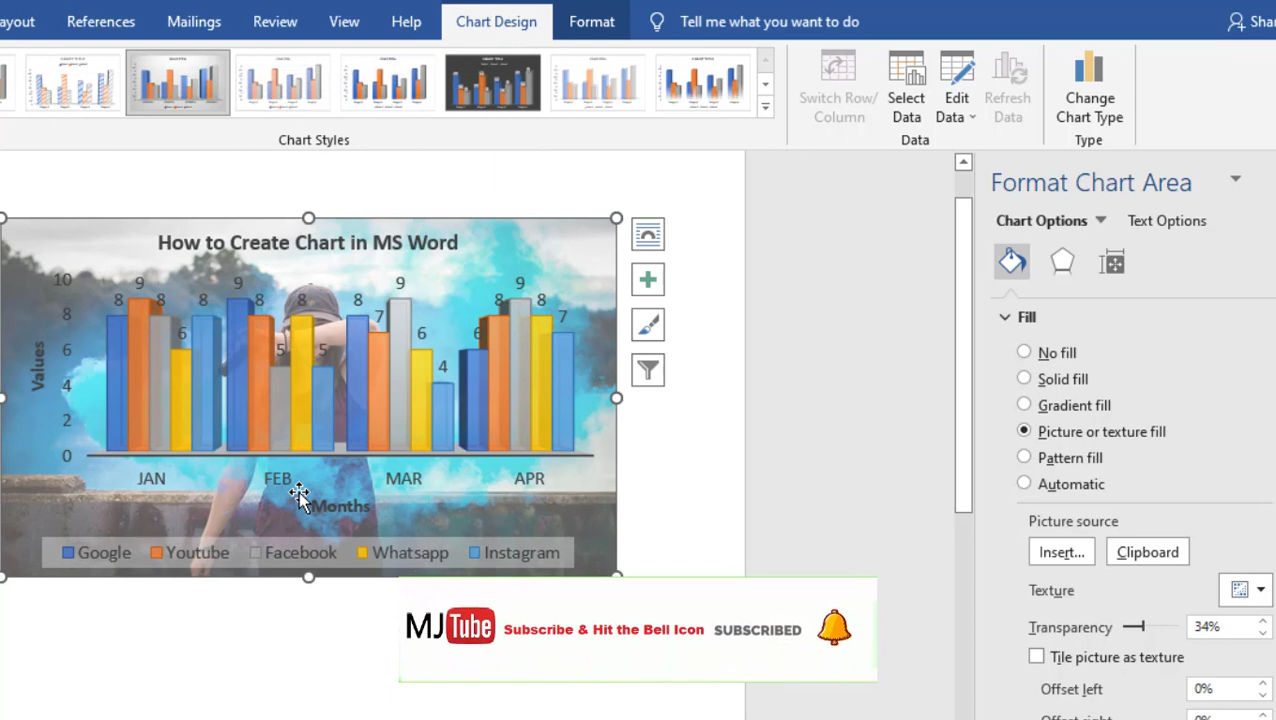 ayout References Mailings Review View Help Chart Design Format Tell me what you want to do Shar
Switch Row/ Column
Select Data
Edit Data
Refresh Data
Change Chart Type
Chart Styles Data Type
Format Chart Area
Chart Options Text Options
Fill
No fill
Solid fill
Gradient fill
Picture or texture fill
Pattern fill
Automatic
Picture source
Insert... Clipboard
Texture
Transparency 34%
Tile picture as texture
Offset left 0%
Offset right 0%
How to Create Chart in MS Word
Values
10
8
6
4
2
0
8 9 8 6 8
9 8 5 8 5
8 7 9 6 4
6 8 9 8 7
JAN FEB MAR APR
Months
Google Youtube Facebook Whatsapp Instagram
MJ Tube Subscribe & Hit the Bell Icon SUBSCRIBED